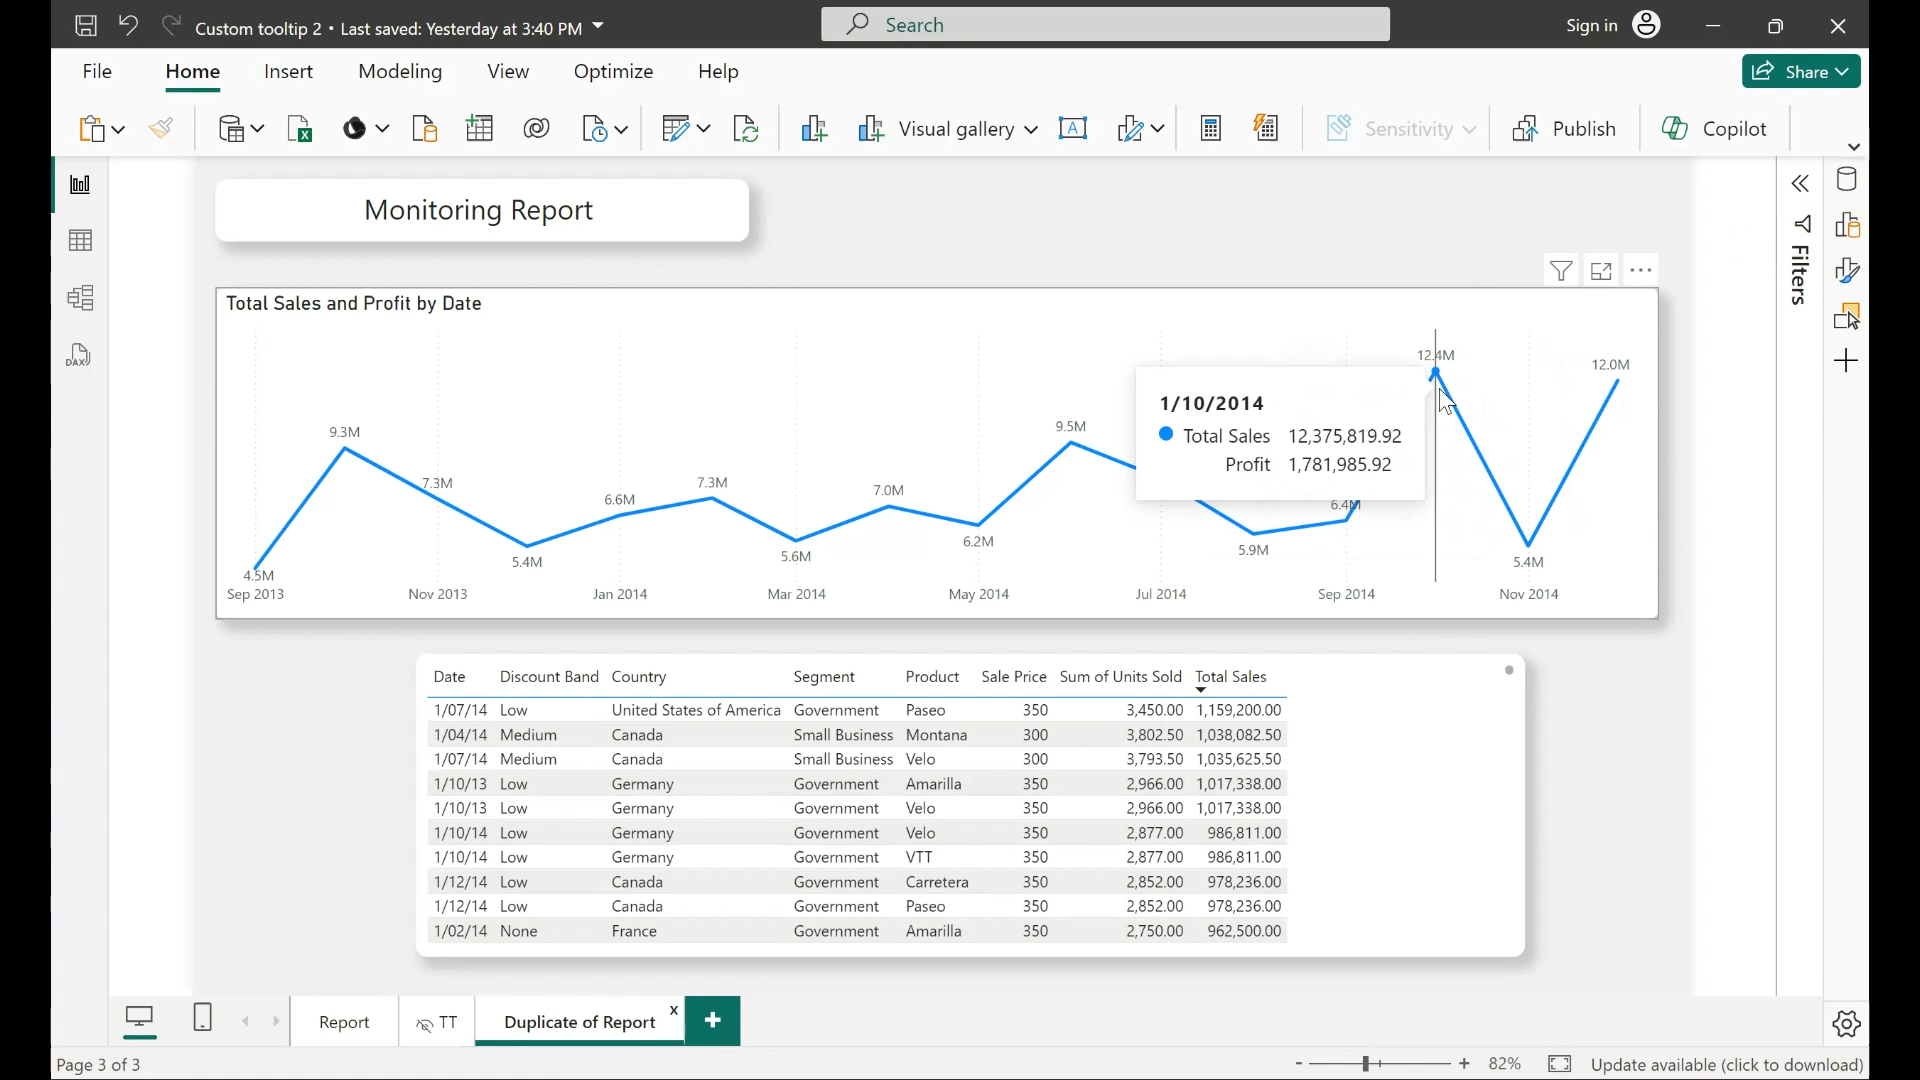 Custom tooltip 2 • Last saved: Yesterday at 3:40 PM
Search
Sign in
File
Home
Insert
Modeling
View
Optimize
Help
Share
Visual gallery
Sensitivity
Publish
Copilot
DAX
Monitoring Report
Filters
Total Sales and Profit by Date
12.4M
12.0M
9.3M
9.5M
7.3M
7.3M
7.0M
6.6M
6.4M
5.4M
5.6M
6.2M
5.9M
5.4M
4.5M
1/10/2014
Total Sales 12,375,819.92
Profit 1,781,985.92
Sep 2013 Nov 2013 Jan 2014 Mar 2014 May 2014 Jul 2014 Sep 2014 Nov 2014
Date Discount Band Country Segment Product Sale Price Sum of Units Sold Total Sales
1/07/14 Low United States of America Government Paseo 350 3,450.00 1,159,200.00
1/04/14 Medium Canada Small Business Montana 300 3,802.50 1,038,082.50
1/07/14 Medium Canada Small Business Velo 300 3,793.50 1,035,625.50
1/10/13 Low Germany Government Amarilla 350 2,966.00 1,017,338.00
1/10/13 Low Germany Government Velo 350 2,966.00 1,017,338.00
1/10/14 Low Germany Government Velo 350 2,877.00 986,811.00
1/10/14 Low Germany Government VTT 350 2,877.00 986,811.00
1/12/14 Low Canada Government Carretera 350 2,852.00 978,236.00
1/12/14 Low Canada Government Paseo 350 2,852.00 978,236.00
1/02/14 None France Government Amarilla 350 2,750.00 962,500.00
Report
TT
Duplicate of Report
x
Page 3 of 3
82%
Update available (click to download)